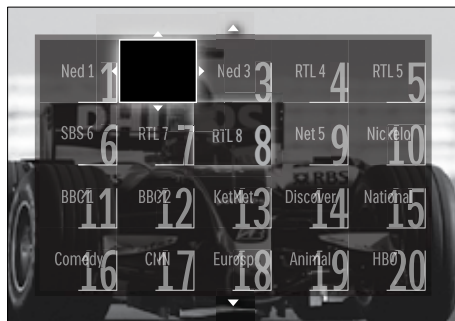 Ned 1 1 Ned 3 3 RTL 4 4 RTL 5 5
SBS 6 6 RTL 7 7 RTL 8 8 Net 5 9 Nickelo 10
BBC1 11 BBC2 12 KetNet 13 Discover 14 National 15
Comedy 16 CNN 17 Eurosp 18 Animal 19 HBO 20
PHILIPS
RBS